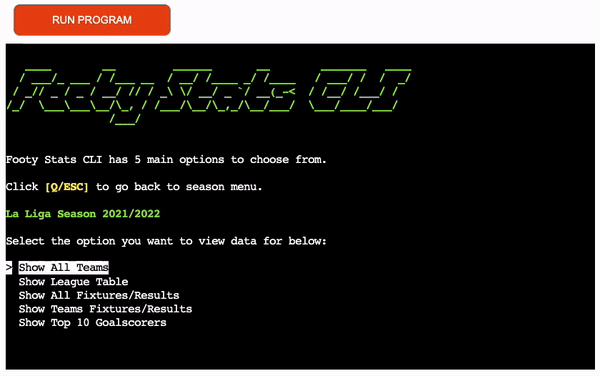 RUN PROGRAM
Footy Stats CLI
Footy Stats CLI has 5 main options to choose from.
Click [Q/ESC] to go back to season menu.
La Liga Season 2021/2022
Select the option you want to view data for below:
> Show All Teams
Show League Table
Show All Fixtures/Results
Show Teams Fixtures/Results
Show Top 10 Goalscorers